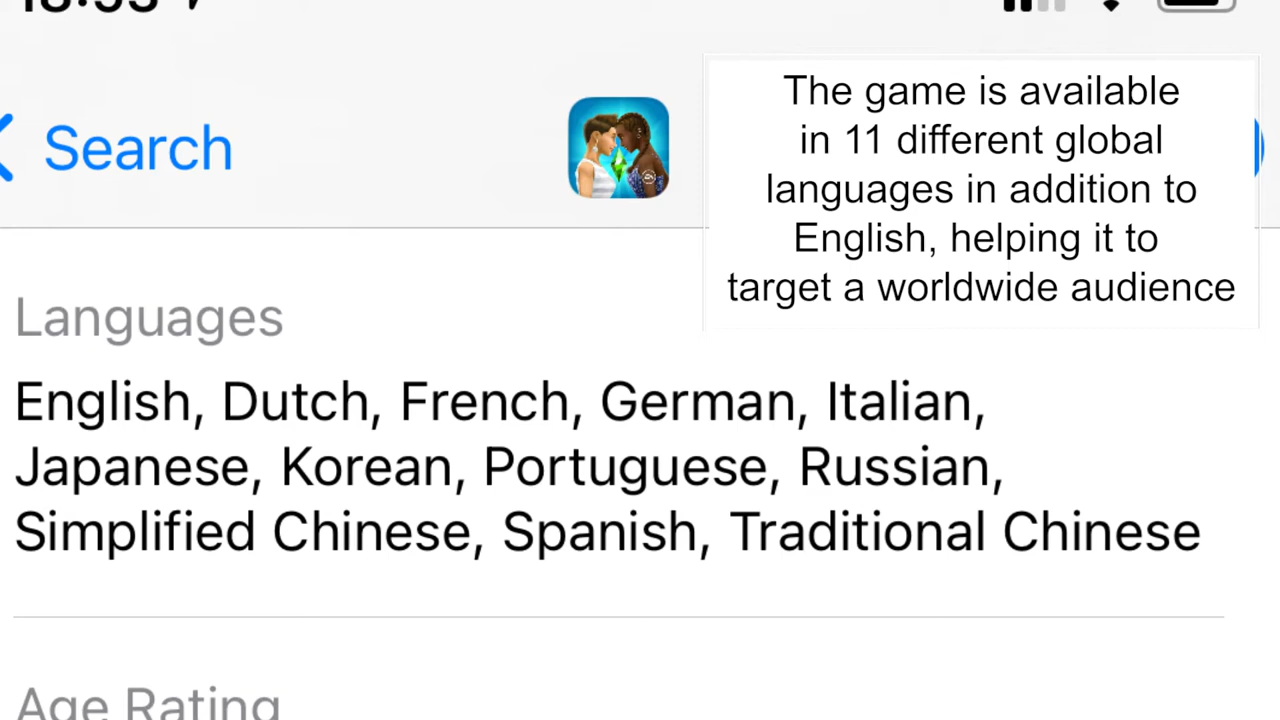 Search
The game is available
in 11 different global
languages in addition to
English, helping it to
target a worldwide audience
Languages
English, Dutch, French, German, Italian,
Japanese, Korean, Portuguese, Russian,
Simplified Chinese, Spanish, Traditional Chinese
Age Rating